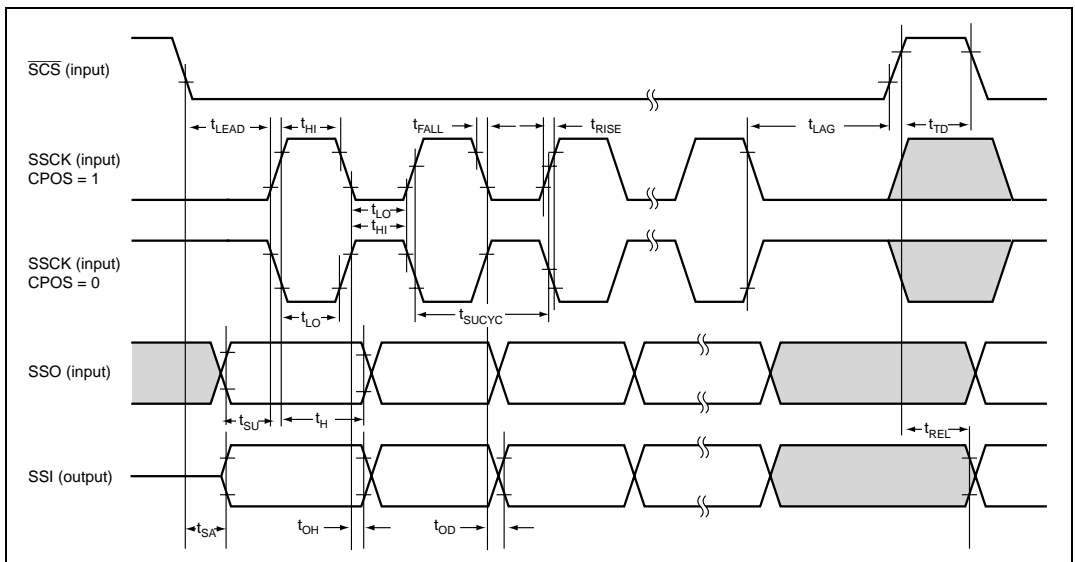 SCS (input)
tLEAD
tHI
tFALL
tRISE
tLAG
tTD
SSCK (input)
CPOS = 1
tLO
tHI
SSCK (input)
CPOS = 0
tLO
tSUCYC
SSO (input)
tSU
tH
tREL
SSI (output)
tSA
tOH
tOD